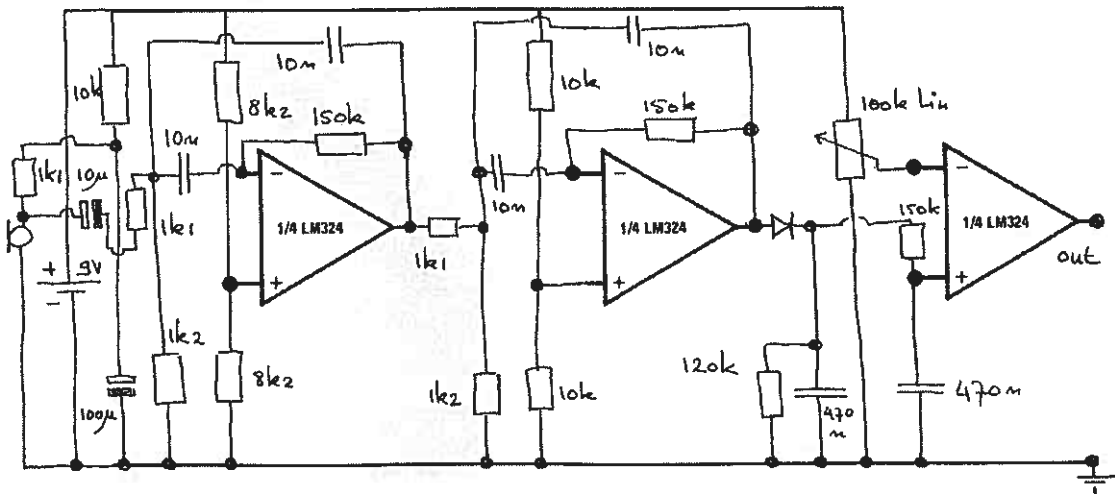 10k
1k1
10µ
1k1
+
9V
-
1k2
100µ
10n
10n
8k2
150k
-
1/4 LM324
+
8k2
1k1
10n
10n
10k
150k
-
1/4 LM324
+
1k2
10k
120k
470
n
100k Lin
150k
-
1/4 LM324
+
out
470n